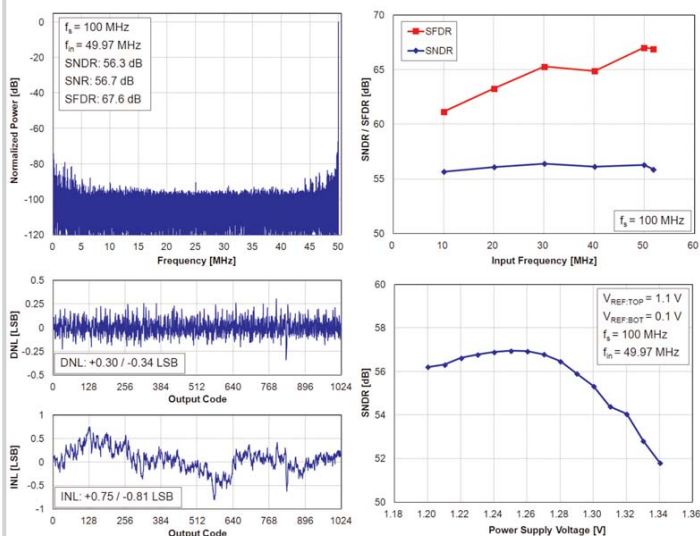 0
-20
-40
-60
-80
-100
-120
Normalized Power [dB]
f_s = 100 MHz
f_in = 49.97 MHz
SNDR: 56.3 dB
SNR: 56.7 dB
SFDR: 67.6 dB
0 5 10 15 20 25 30 35 40 45 50
Frequency [MHz]
70
65
60
55
50
SNDR / SFDR [dB]
SFDR
SNDR
f_s = 100 MHz
0 10 20 30 40 50 60
Input Frequency [MHz]
0.5
0.25
0
-0.25
-0.5
DNL [LSB]
DNL: +0.30 / -0.34 LSB
0 128 256 384 512 640 768 896 1024
Output Code
1
0.5
0
-0.5
-1
INL [LSB]
INL: +0.75 / -0.81 LSB
0 128 256 384 512 640 768 896 1024
Output Code
60
58
56
54
52
50
SNDR [dB]
V_REF:TOP = 1.1 V
V_REF:BOT = 0.1 V
f_s = 100 MHz
f_in = 49.97 MHz
1.18 1.20 1.22 1.24 1.26 1.28 1.30 1.32 1.34 1.36
Power Supply Voltage [V]